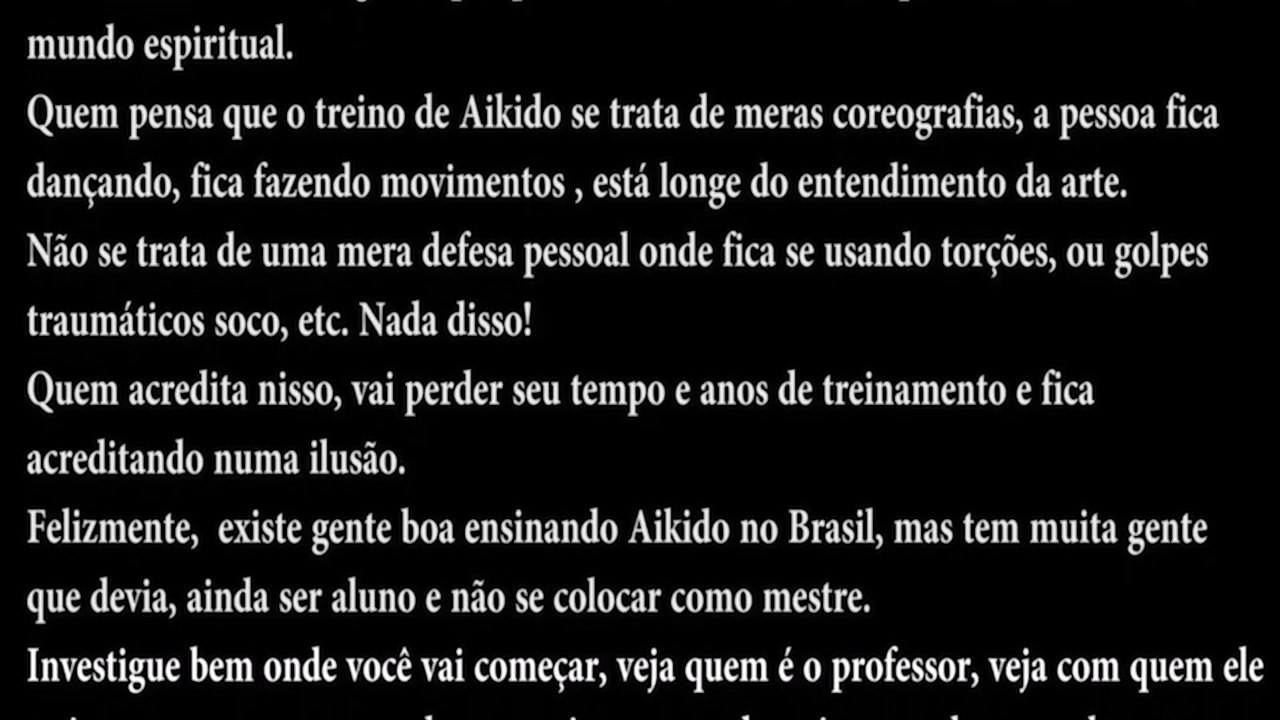 mundo espiritual.
Quem pensa que o treino de Aikido se trata de meras coreografias, a pessoa fica
dançando, fica fazendo movimentos , está longe do entendimento da arte.
Não se trata de uma mera defesa pessoal onde fica se usando torções, ou golpes
traumáticos soco, etc. Nada disso!
Quem acredita nisso, vai perder seu tempo e anos de treinamento e fica
acreditando numa ilusão.
Felizmente,  existe gente boa ensinando Aikido no Brasil, mas tem muita gente
que devia, ainda ser aluno e não se colocar como mestre.
Investigue bem onde você vai começar, veja quem é o professor, veja com quem ele